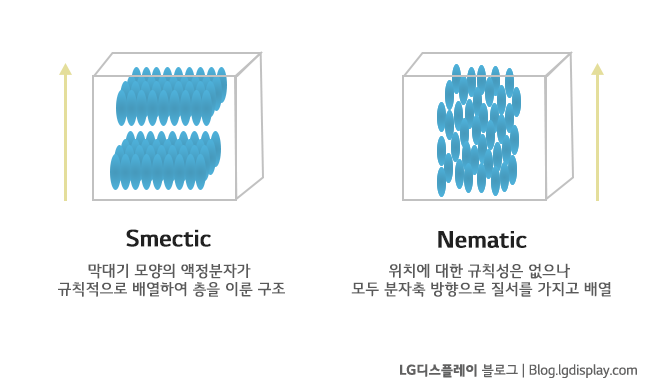 Smectic
막대기 모양의 액정분자가
규칙적으로 배열하여 층을 이룬 구조
Nematic
위치에 대한 규칙성은 없으나
모두 분자축 방향으로 질서를 가지고 배열
LG디스플레이 블로그 | Blog.lgdisplay.com